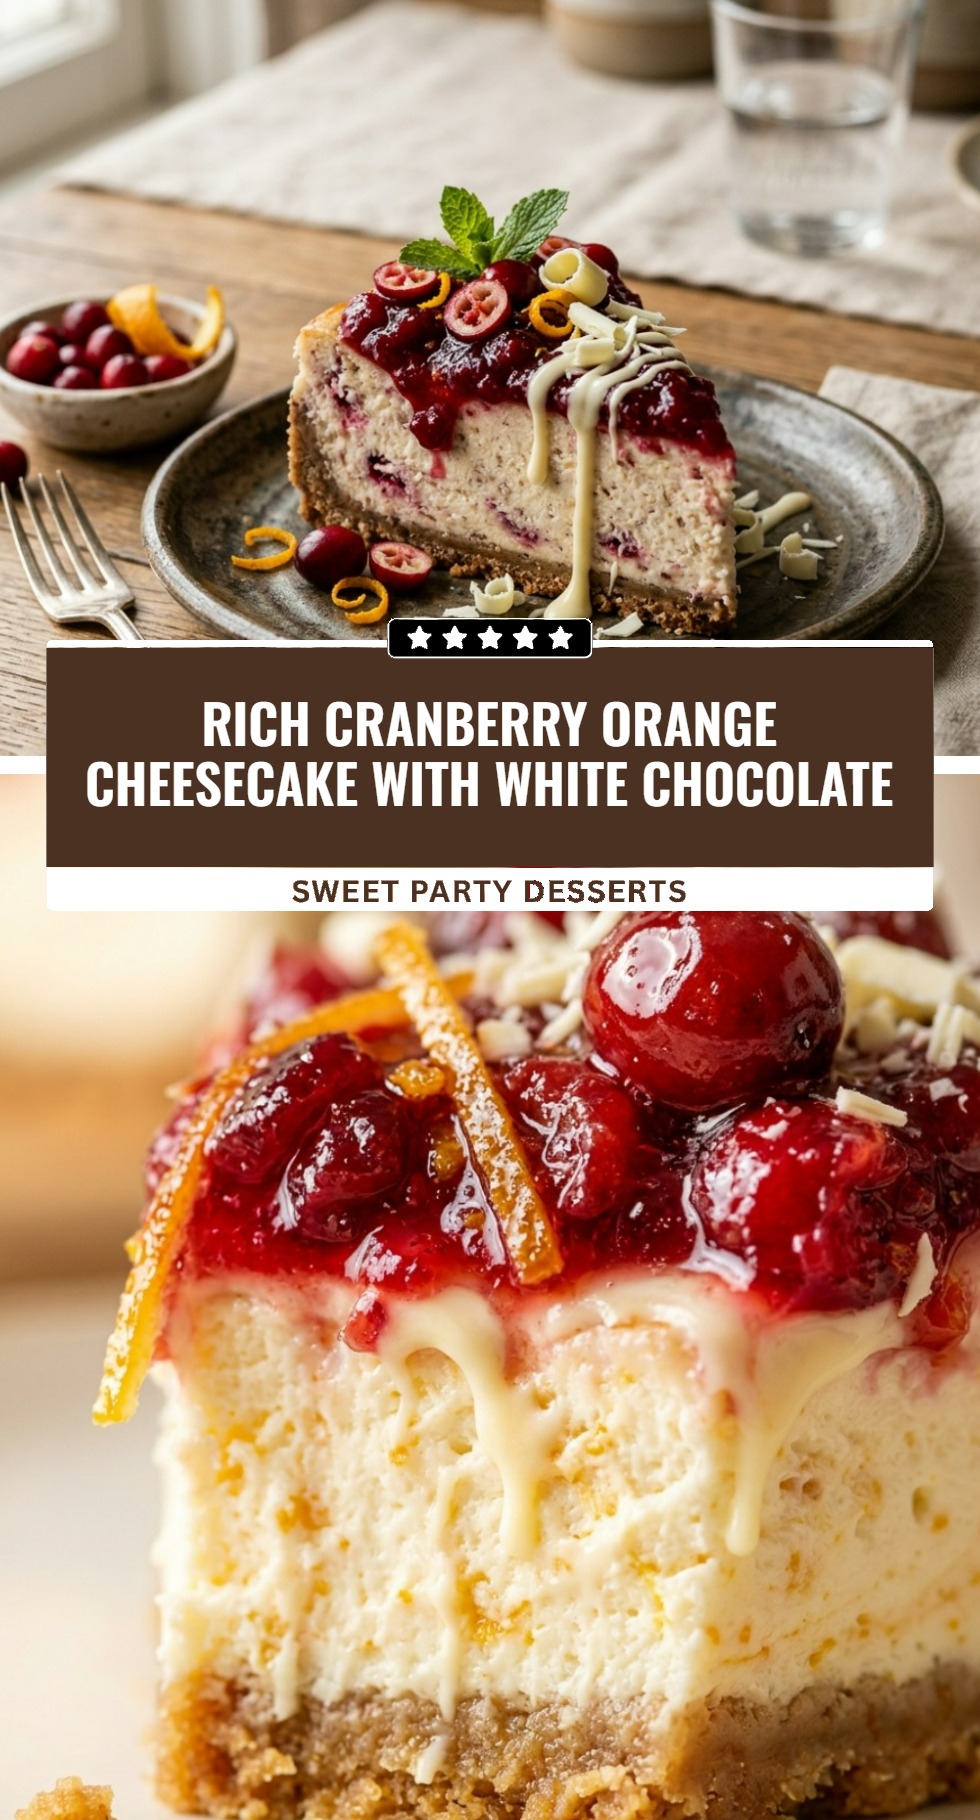 RICH CRANBERRY ORANGE
CHEESECAKE WITH WHITE CHOCOLATE
SWEET PARTY DESSERTS